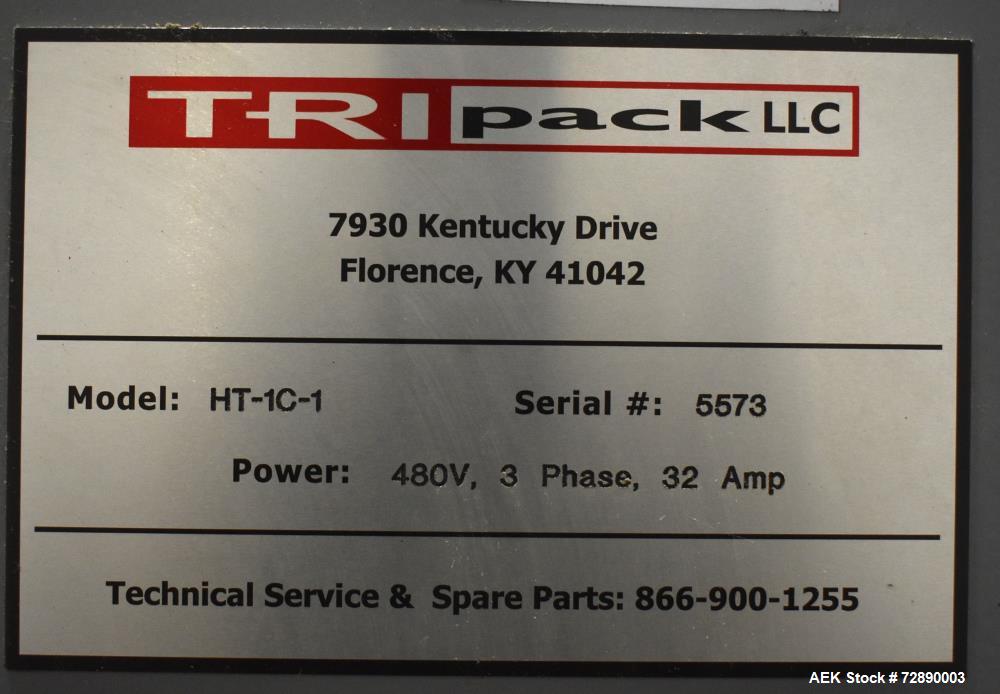 TRI pack LLC
7930 Kentucky Drive
Florence, KY 41042
Model: HT-1C-1 Serial #: 5573
Power: 480V, 3 Phase, 32 Amp
Technical Service & Spare Parts: 866-900-1255
AEK Stock # 72890003